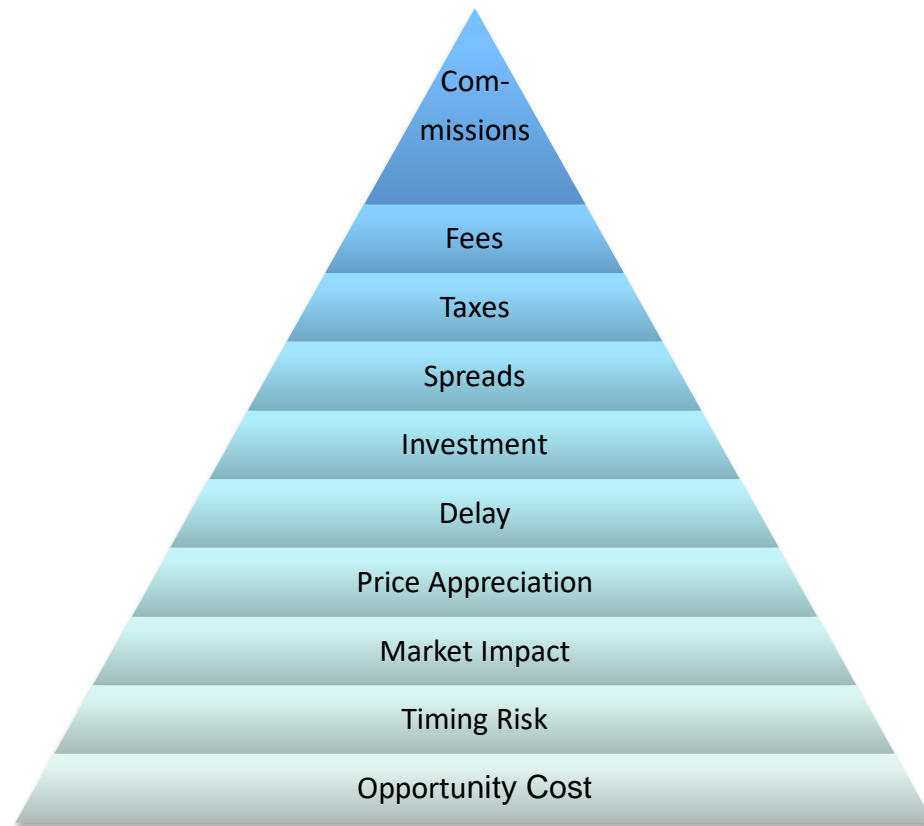 Com-
missions
Fees
Taxes
Spreads
Investment
Delay
Price Appreciation
Market Impact
Timing Risk
Opportunity Cost